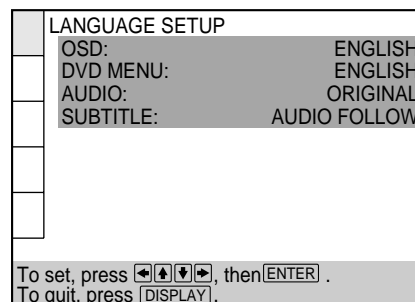 LANGUAGE SETUP
OSD: ENGLISH
DVD MENU: ENGLISH
AUDIO: ORIGINAL
SUBTITLE: AUDIO FOLLOW
To set, press ←↑↓→, then ENTER .
To quit, press DISPLAY.